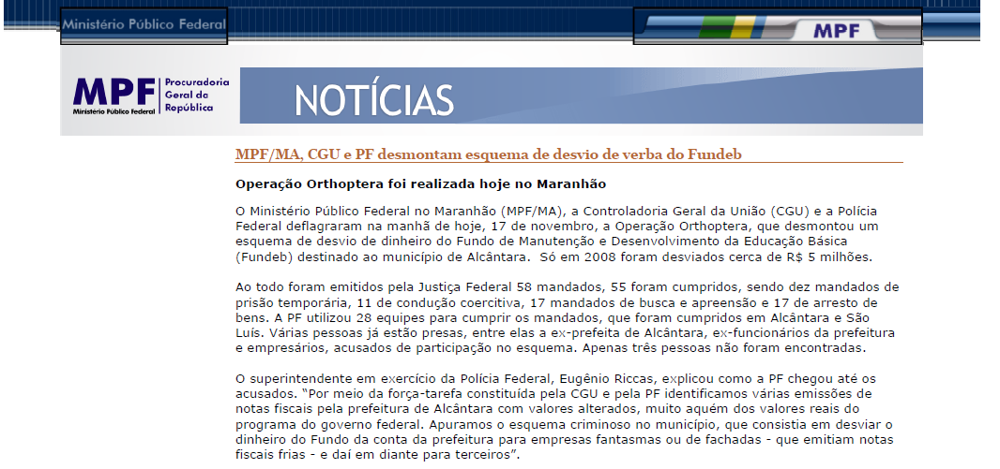 Ministério Público Federal
MPF
MPF
Procuradoria
Geral da
República
Ministério Público Federal
NOTÍCIAS
MPF/MA, CGU e PF desmontam esquema de desvio de verba do Fundeb
Operação Orthoptera foi realizada hoje no Maranhão
O Ministério Público Federal no Maranhão (MPF/MA), a Controladoria Geral da União (CGU) e a Polícia
Federal deflagraram na manhã de hoje, 17 de novembro, a Operação Orthoptera, que desmontou um
esquema de desvio de dinheiro do Fundo de Manutenção e Desenvolvimento da Educação Básica
(Fundeb) destinado ao município de Alcântara.  Só em 2008 foram desviados cerca de R$ 5 milhões.
Ao todo foram emitidos pela Justiça Federal 58 mandados, 55 foram cumpridos, sendo dez mandados de
prisão temporária, 11 de condução coercitiva, 17 mandados de busca e apreensão e 17 de arresto de
bens. A PF utilizou 28 equipes para cumprir os mandados, que foram cumpridos em Alcântara e São
Luís. Várias pessoas já estão presas, entre elas a ex-prefeita de Alcântara, ex-funcionários da prefeitura
e empresários, acusados de participação no esquema. Apenas três pessoas não foram encontradas.
O superintendente em exercício da Polícia Federal, Eugênio Riccas, explicou como a PF chegou até os
acusados. “Por meio da força-tarefa constituída pela CGU e pela PF identificamos várias emissões de
notas fiscais pela prefeitura de Alcântara com valores alterados, muito aquém dos valores reais do
programa do governo federal. Apuramos o esquema criminoso no município, que consistia em desviar o
dinheiro do Fundo da conta da prefeitura para empresas fantasmas ou de fachadas - que emitiam notas
fiscais frias - e daí em diante para terceiros”.